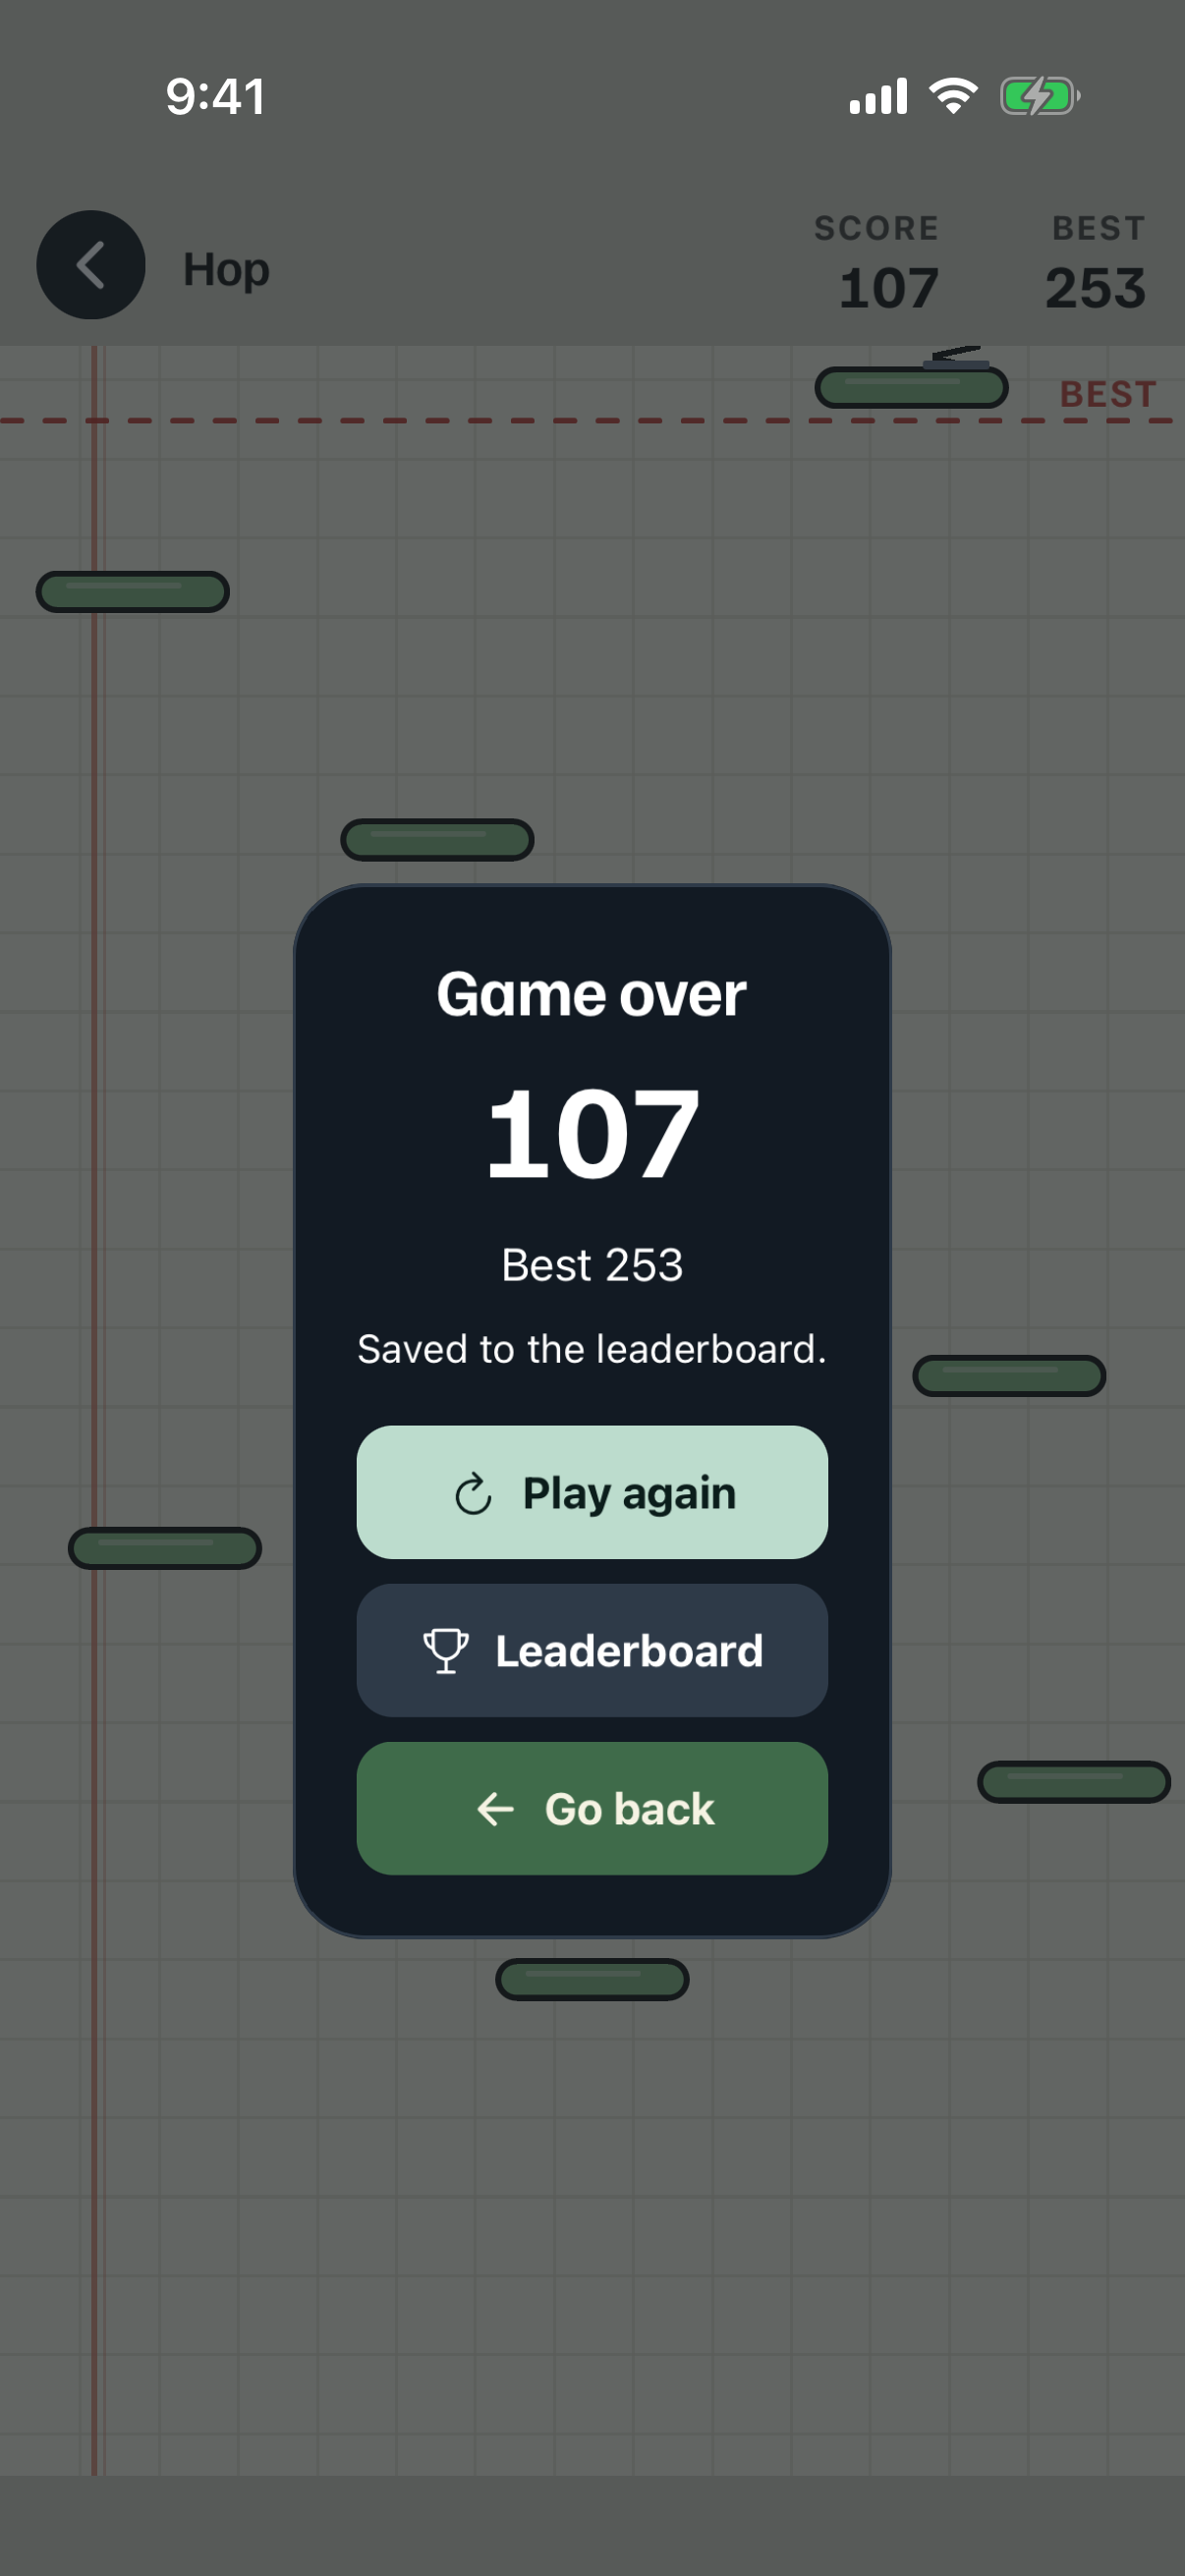 9:41
Hop
SCORE
107
BEST
253
BEST
Game over
107
Best 253
Saved to the leaderboard.
Play again
Leaderboard
Go back